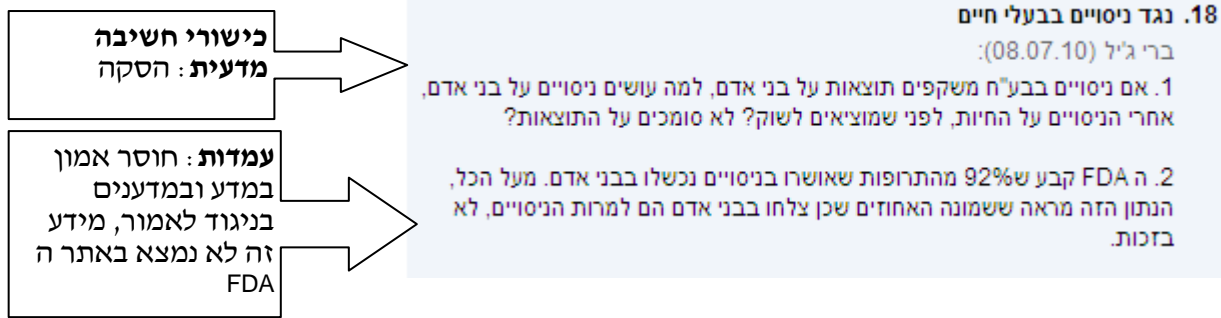 18. נגד ניסויים בבעלי חיים
ברי ג'יל (08.07.10):
1. אם ניסויים בבע"ח משקפים תוצאות על בני אדם, למה עושים ניסויים על בני אדם,
אחרי הניסויים על החיות, לפני שמוציאים לשוק? לא סומכים על התוצאות?
2. ה FDA קבע ש92% מהתרופות שאושרו בניסויים נכשלו בבני אדם. מעל הכל,
הנתון הזה מראה ששמונה האחוזים שכן צלחו בבני אדם הם למרות הניסויים, לא
בזכות.
כישורי חשיבה
מדעית: הסקה
עמדות: חוסר אמון
במדע ובמדענים
בניגוד לאמור, מידע
זה לא נמצא באתר ה
FDA